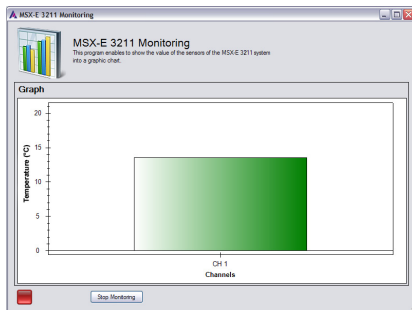 MSX-E 3211 Monitoring
MSX-E 3211 Monitoring
This program enables to show the value of the sensors of the MSX-E 3211 system
into a graphic chart.
Graph
20
15
10
5
0
Temperature (°C)
CH 1
Channels
Stop Monitoring